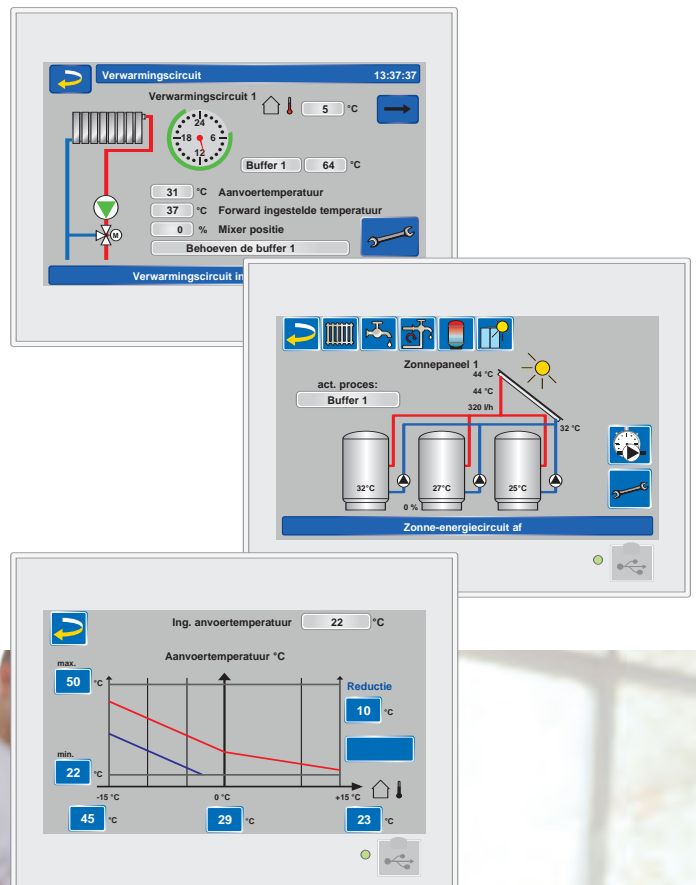 Verwarmingscircuit 13:37:37
Verwarmingscircuit 1
5 °C
24
18 6
12
Buffer 1 64 °C
31 °C Aanvoertemperatuur
37 °C Forward ingestelde temperatuur
0 % Mixer positie
M
Behoeven de buffer 1
Verwarmingscircuit in
Zonnepaneel 1
44 °C
act. proces:
44 °C
Buffer 1
320 l/h
32 °C
32°C 27°C 25°C
0 %
Zonne-energiecircuit af
Ing. anvoertemperatuur 22 °C
Aanvoertemperatuur °C
max.
50 °C
Reductie
10 °C
min.
22 °C
-15 °C 0 °C +15 °C
45 °C 29 °C 23 °C